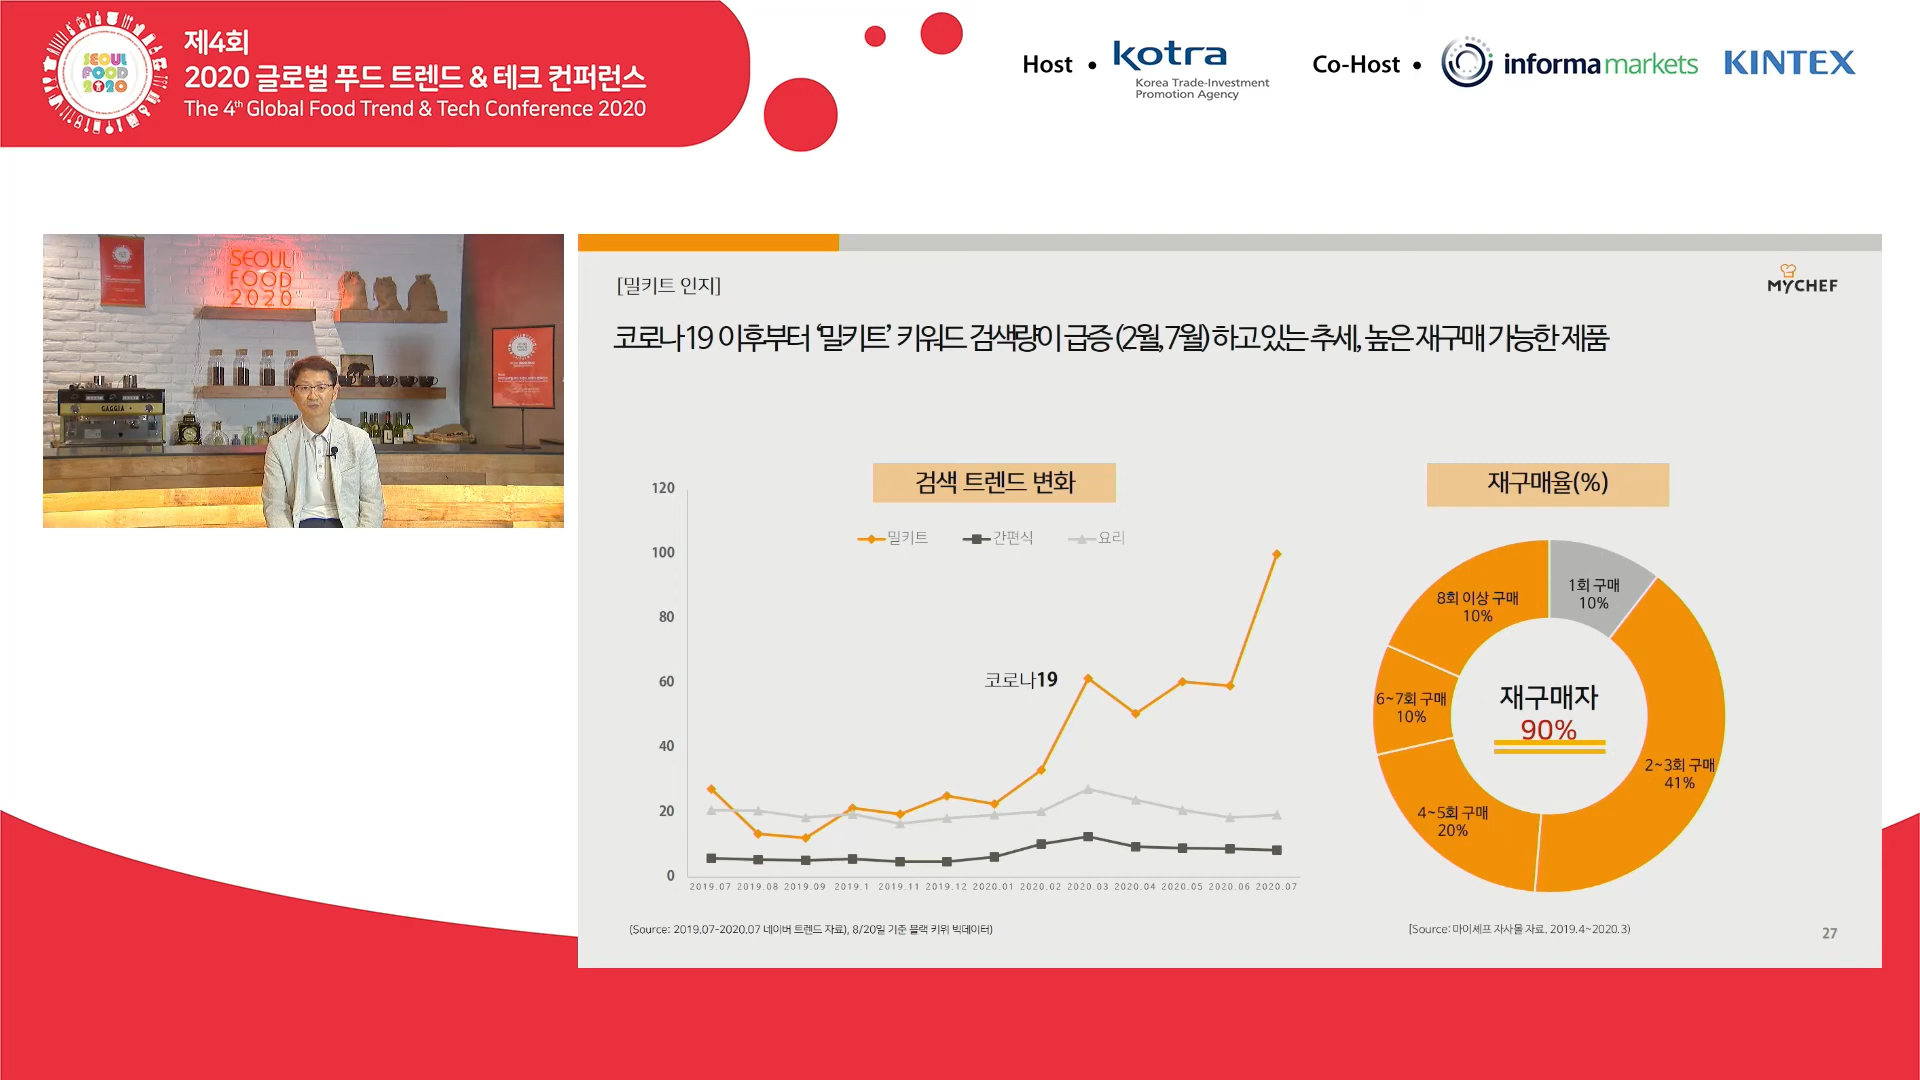 SEOUL
FOOD
2020
제4회
2020 글로벌 푸드 트렌드 & 테크 컨퍼런스
The 4th Global Food Trend & Tech Conference 2020
Host •
kotra
Korea Trade-Investment
Promotion Agency
Co-Host •
informa markets
KINTEX
SEOUL
FOOD
2020
GAGGIA
[밀키트 인지]
MYCHEF
코로나19 이후부터 ‘밀키트’ 키워드 검색량이 급증 (2월, 7월) 하고 있는 추세, 높은 재구매 가능한 제품
검색 트렌드 변화
밀키트 간편식 요리
120
100
80
60
40
20
0
코로나19
2019.07 2019.08 2019.09 2019.1 2019.11 2019.12 2020.01 2020.02 2020.03 2020.04 2020.05 2020.06 2020.07
(Source: 2019.07-2020.07 네이버 트렌드 자료), 8/20일 기준 블랙 키위 빅데이터)
재구매율(%)
1회 구매
10%
8회 이상 구매
10%
6~7회 구매
10%
재구매자
90%
2~3회 구매
41%
4~5회 구매
20%
[Source: 마이셰프 자사몰 자료, 2019.4~2020.3)
27